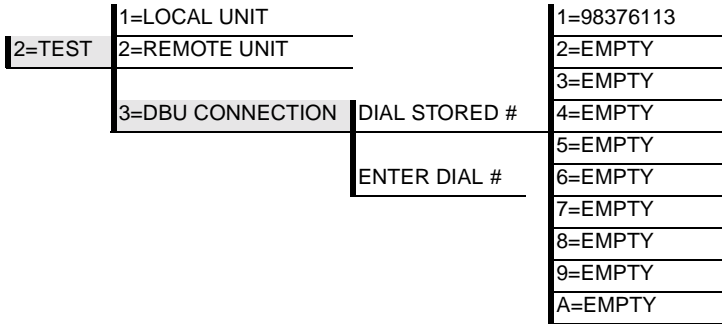 1=LOCAL UNIT
1=98376113
2=TEST
2=REMOTE UNIT
2=EMPTY
3=EMPTY
3=DBU CONNECTION
DIAL STORED #
4=EMPTY
5=EMPTY
ENTER DIAL #
6=EMPTY
7=EMPTY
8=EMPTY
9=EMPTY
A=EMPTY